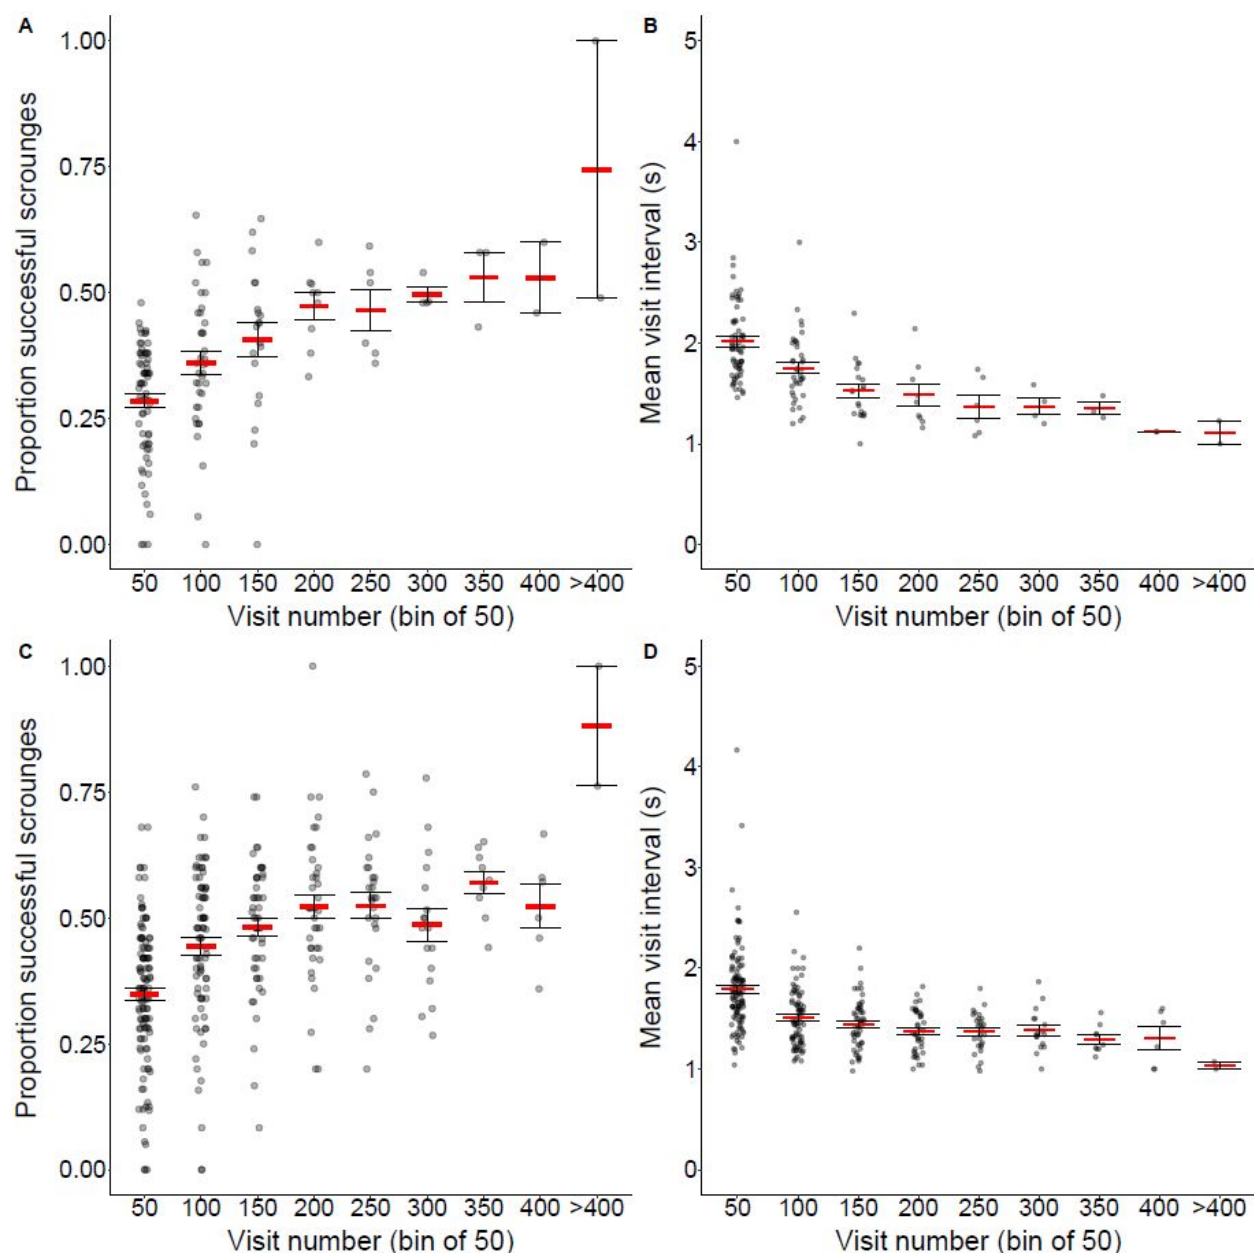 A
Proportion successful scrounges
1.00
0.75
0.50
0.25
0.00
50 100 150 200 250 300 350 400 >400
Visit number (bin of 50)
B
Mean visit interval (s)
5
4
3
2
1
0
50 100 150 200 250 300 350 400 >400
Visit number (bin of 50)
C
Proportion successful scrounges
1.00
0.75
0.50
0.25
0.00
50 100 150 200 250 300 350 400 >400
Visit number (bin of 50)
D
Mean visit interval (s)
5
4
3
2
1
0
50 100 150 200 250 300 350 400 >400
Visit number (bin of 50)